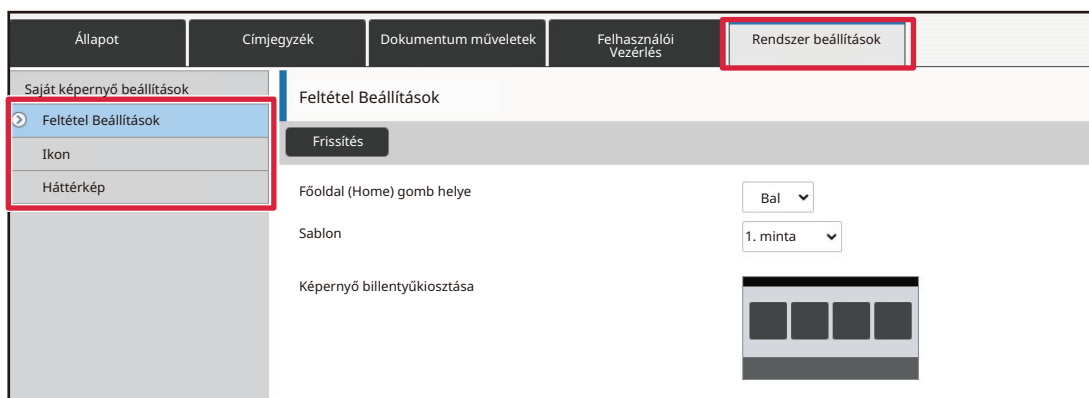 Állapot
Címjegyzék
Dokumentum műveletek
Felhasználói
Vezérlés
Rendszer beállítások
Saját képernyő beállítások
Feltétel Beállítások
Ikon
Háttérkép
Feltétel Beállítások
Frissítés
Főoldal (Home) gomb helye
Bal
Sablon
1. minta
Képernyő billentyűkiosztása